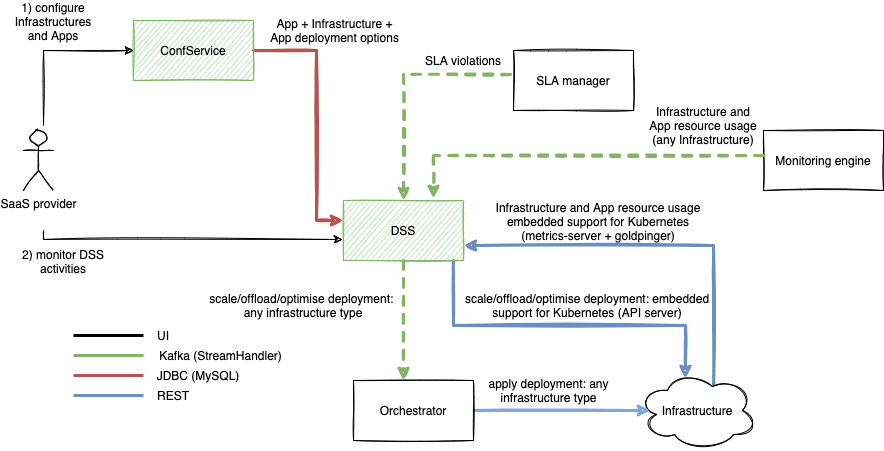 1) configure
Infrastructures
and Apps
ConfService
App + Infrastructure +
App deployment options
SLA violations
SLA manager
Infrastructure and
App resource usage
(any Infrastructure)
Monitoring engine
SaaS provider
DSS
Infrastructure and App resource usage
embedded support for Kubernetes
(metrics-server + goldpinger)
2) monitor DSS
activities
scale/offload/optimise deployment:
any infrastructure type
scale/offload/optimise deployment: embedded
support for Kubernetes (API server)
UI
Kafka (StreamHandler)
JDBC (MySQL)
REST
Orchestrator
apply deployment: any
infrastructure type
Infrastructure